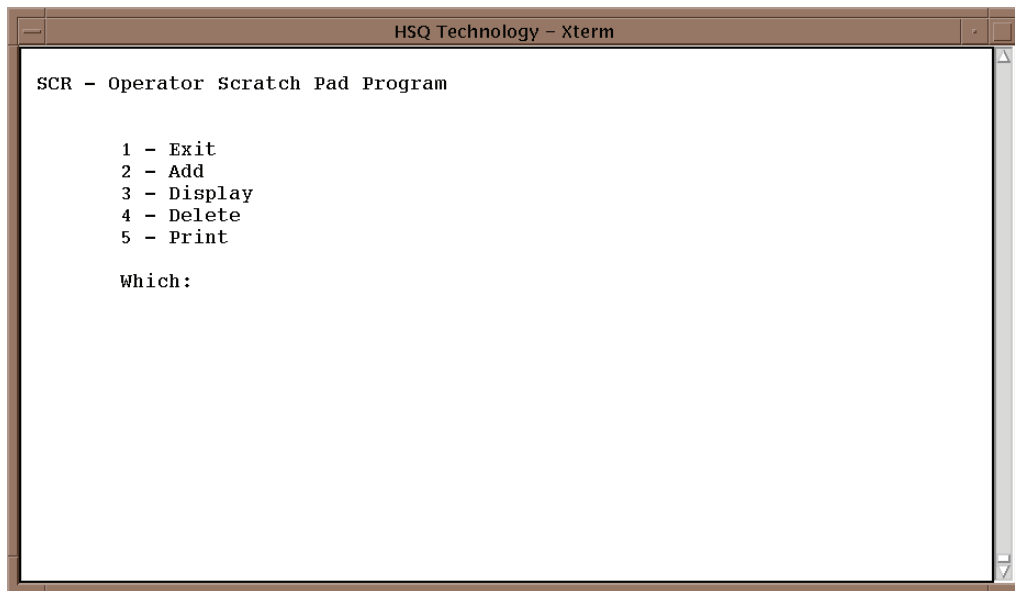 HSQ Technology – Xterm
SCR – Operator Scratch Pad Program
1 – Exit
2 – Add
3 – Display
4 – Delete
5 – Print
Which: